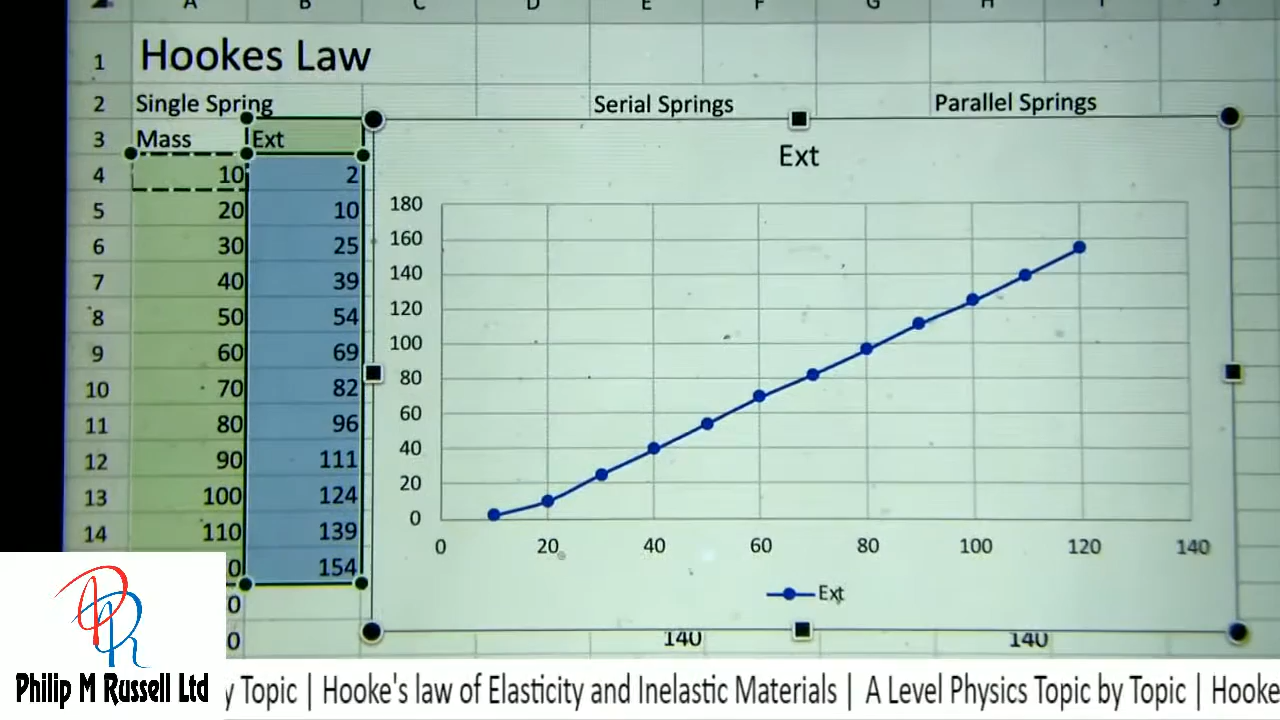 A B C D E F G H I J
1 Hookes Law
2 Single Spring Serial Springs Parallel Springs
3 Mass Ext
4 10 2
5 20 10
6 30 25
7 40 39
8 50 54
9 60 69
10 70 82
11 80 96
12 90 111
13 100 124
14 110 139
0 154
0
0 140 140
Ext
180
160
140
120
100
80
60
40
20
0
0 20 40 60 80 100 120 140
Ext
Philip M Russell Ltd
y Topic | Hooke's law of Elasticity and Inelastic Materials | A Level Physics Topic by Topic | Hooke